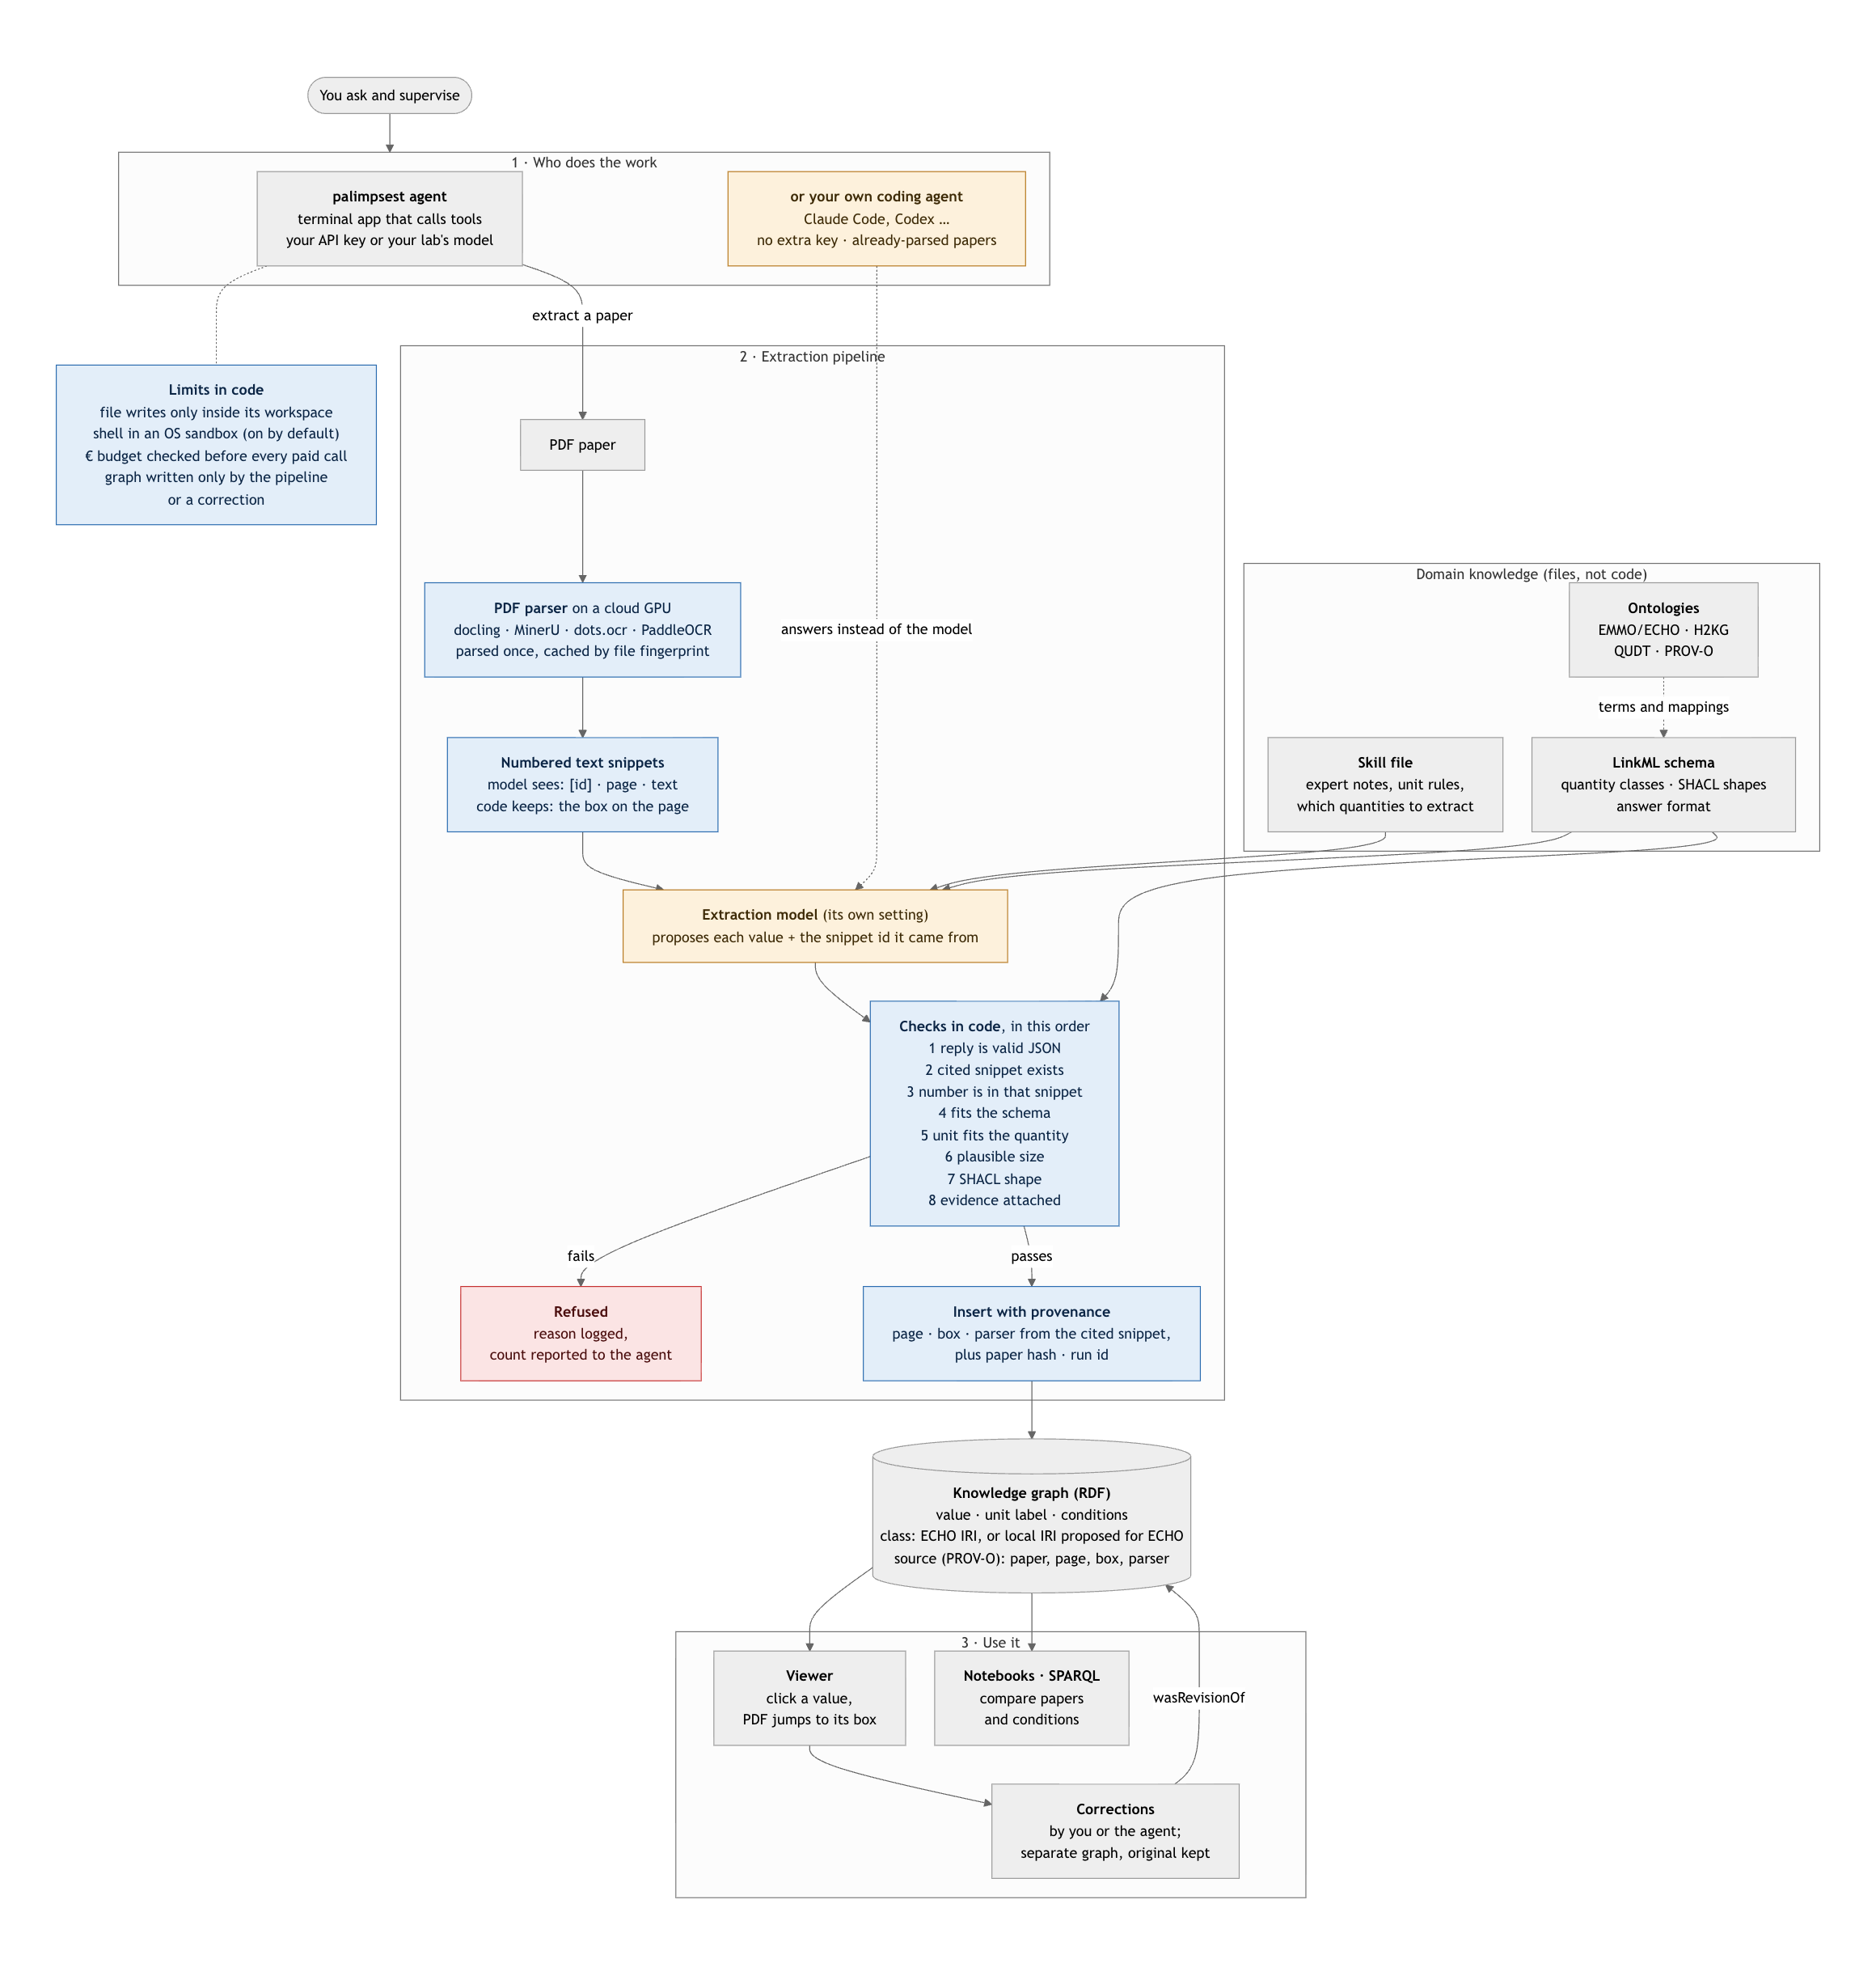 You ask and supervise
1 · Who does the work
palimpsest agent
terminal app that calls tools
your API key or your lab's model
or your own coding agent
Claude Code, Codex …
no extra key · already-parsed papers
extract a paper
Limits in code
file writes only inside its workspace
shell in an OS sandbox (on by default)
€ budget checked before every paid call
graph written only by the pipeline
or a correction
2 · Extraction pipeline
PDF paper
PDF parser on a cloud GPU
docling · MinerU · dots.ocr · PaddleOCR
parsed once, cached by file fingerprint
answers instead of the model
Numbered text snippets
model sees: [id] · page · text
code keeps: the box on the page
Domain knowledge (files, not code)
Ontologies
EMMO/ECHO · H2KG
QUDT · PROV-O
terms and mappings
Skill file
expert notes, unit rules,
which quantities to extract
LinkML schema
quantity classes · SHACL shapes
answer format
Extraction model (its own setting)
proposes each value + the snippet id it came from
Checks in code, in this order
1 reply is valid JSON
2 cited snippet exists
3 number is in that snippet
4 fits the schema
5 unit fits the quantity
6 plausible size
7 SHACL shape
8 evidence attached
fails
passes
Refused
reason logged,
count reported to the agent
Insert with provenance
page · box · parser from the cited snippet,
plus paper hash · run id
Knowledge graph (RDF)
value · unit label · conditions
class: ECHO IRI, or local IRI proposed for ECHO
source (PROV-O): paper, page, box, parser
3 · Use it
Viewer
click a value,
PDF jumps to its box
Notebooks · SPARQL
compare papers
and conditions
wasRevisionOf
Corrections
by you or the agent;
separate graph, original kept